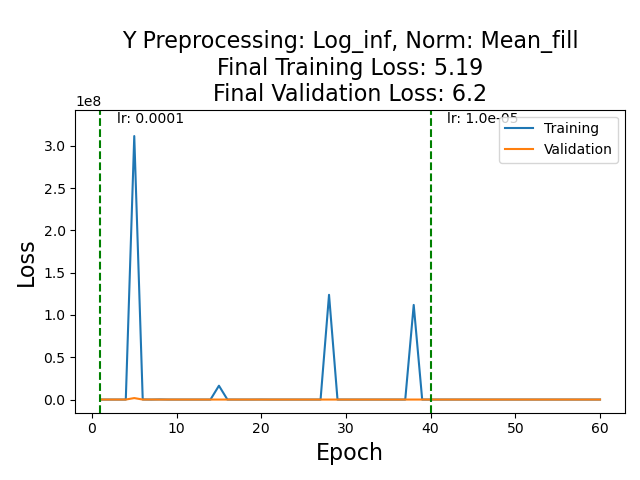 Y Preprocessing: Log_inf, Norm: Mean_fill
Final Training Loss: 5.19
Final Validation Loss: 6.2
1e8
lr: 0.0001
lr: 1.0e-05
Training
Validation
3.0
2.5
2.0
1.5
1.0
0.5
0.0
Loss
0 10 20 30 40 50 60
Epoch